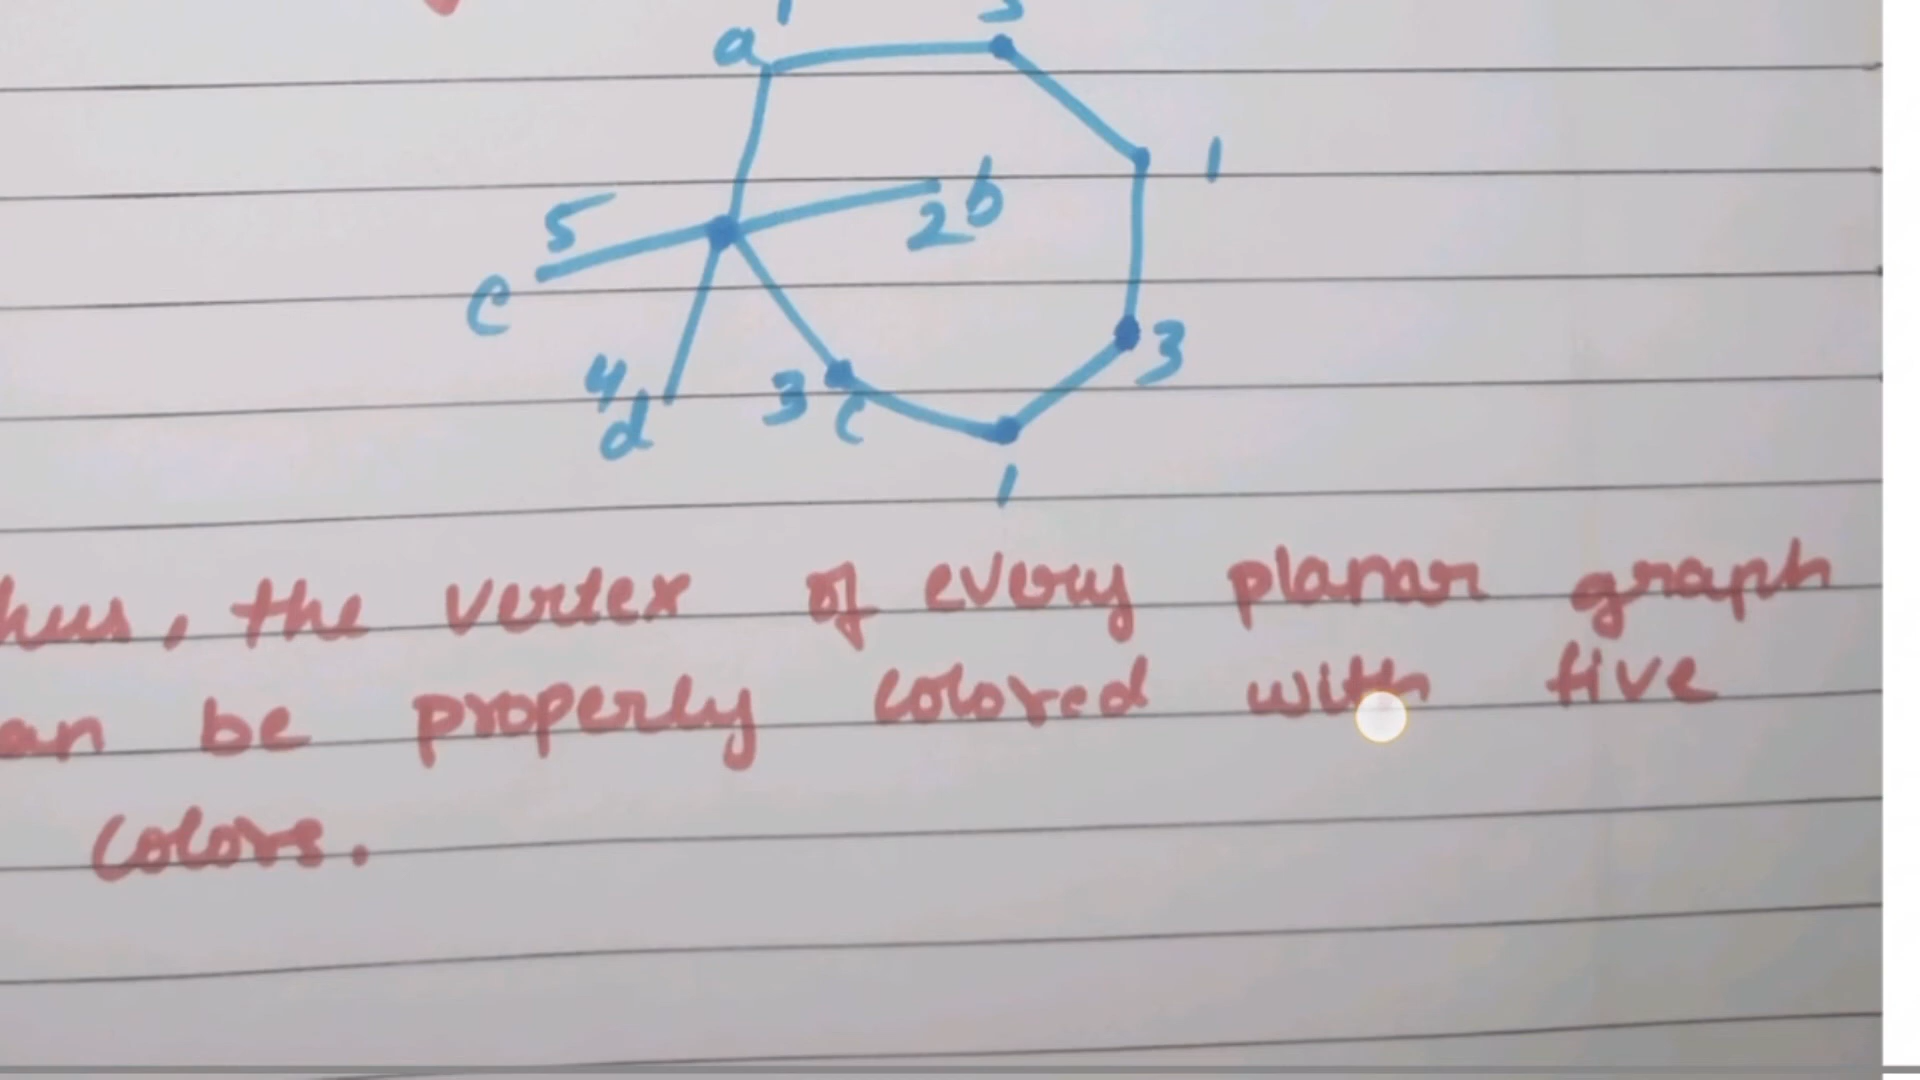 a
1
5
b
2
e
3
4
3 c
d
1
hus, the vertex of every planar graph
an be properly colored with five
colors.